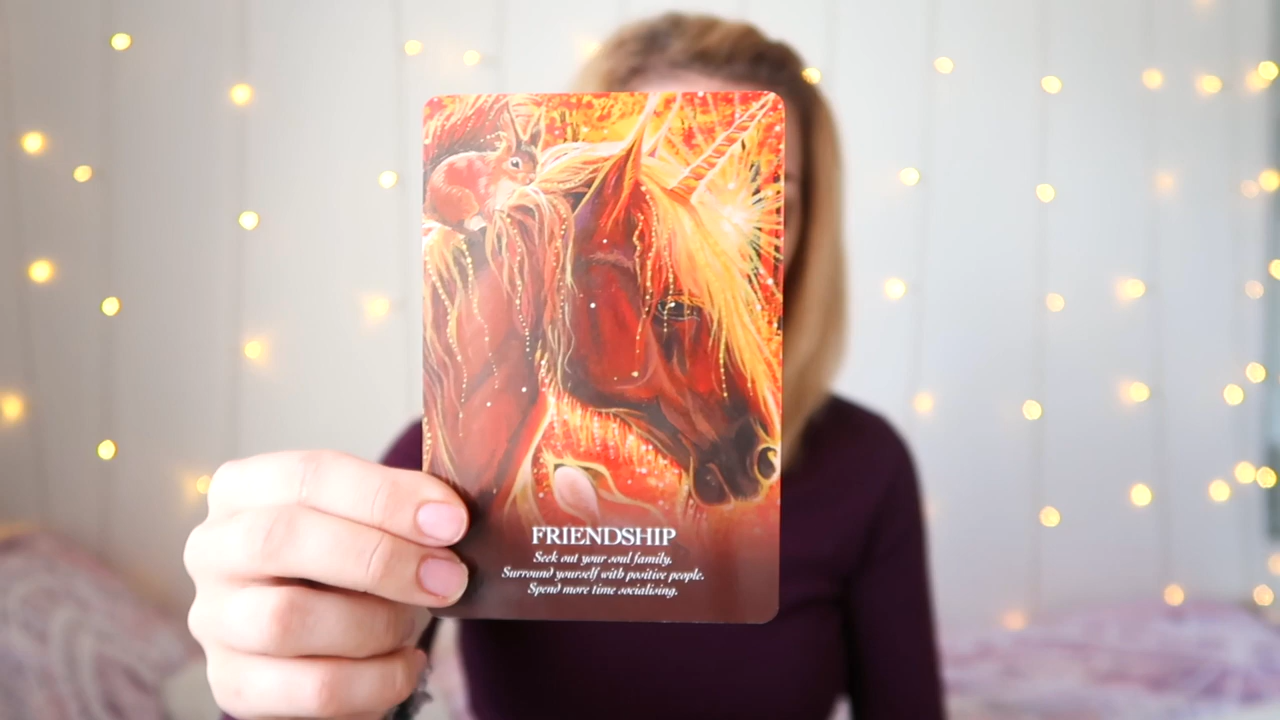 FRIENDSHIP
Seek out your soul family.
Surround yourself with positive people.
Spend more time socialising.